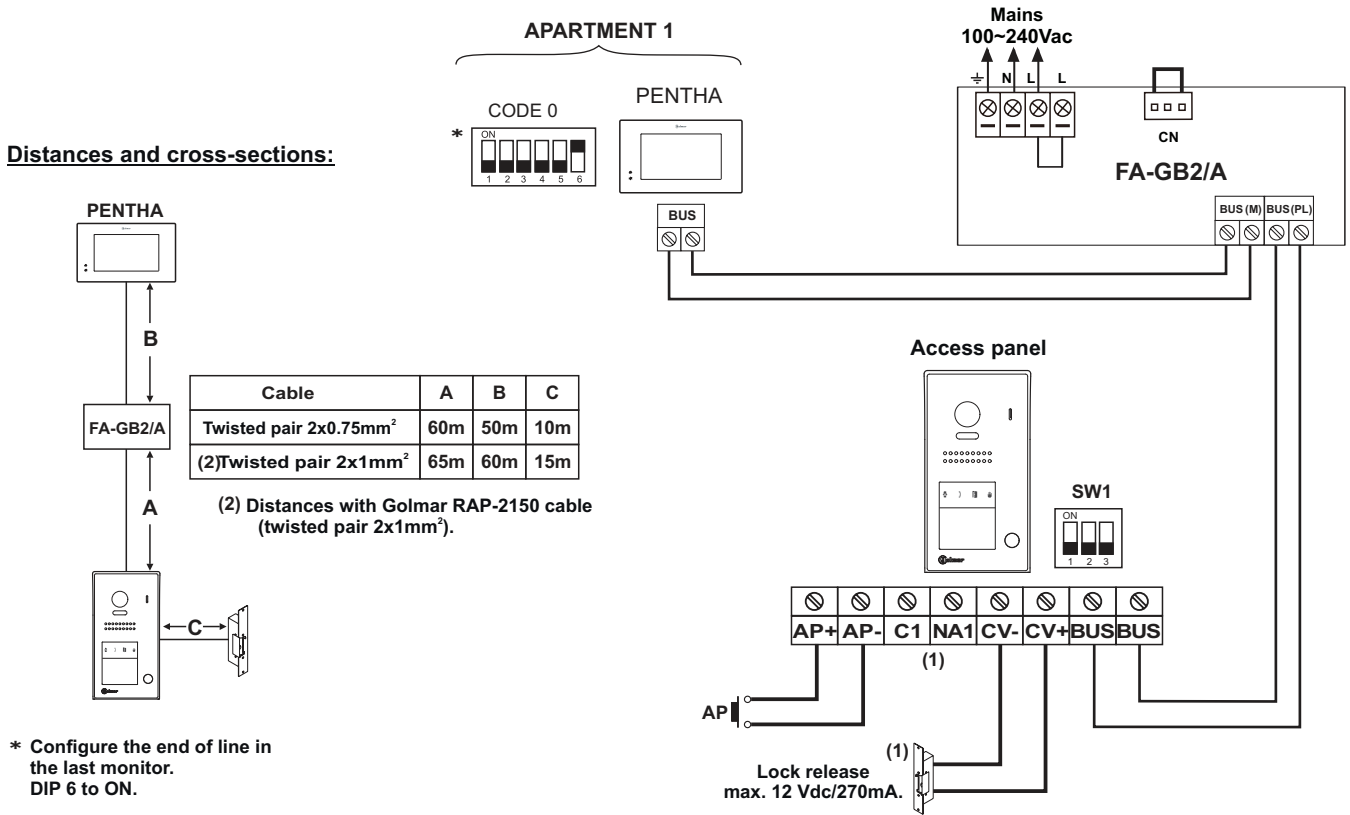 APARTMENT 1
CODE 0
*
ON
1 2 3 4 5 6
PENTHA
BUS
Mains
100~240Vac
N L L
CN
FA-GB2/A
BUS (M) BUS (PL)
Distances and cross-sections:
PENTHA
B
FA-GB2/A
A
C
Cable A B C
Twisted pair 2x0.75mm² 60m 50m 10m
(2)Twisted pair 2x1mm² 65m 60m 15m
(2) Distances with Golmar RAP-2150 cable
(twisted pair 2x1mm²).
* Configure the end of line in
the last monitor.
DIP 6 to ON.
Access panel
Golmar
SW1
ON
1 2 3
AP+ AP- C1 NA1 CV- CV+ BUS BUS
(1)
AP
(1)
Lock release
max. 12 Vdc/270mA.